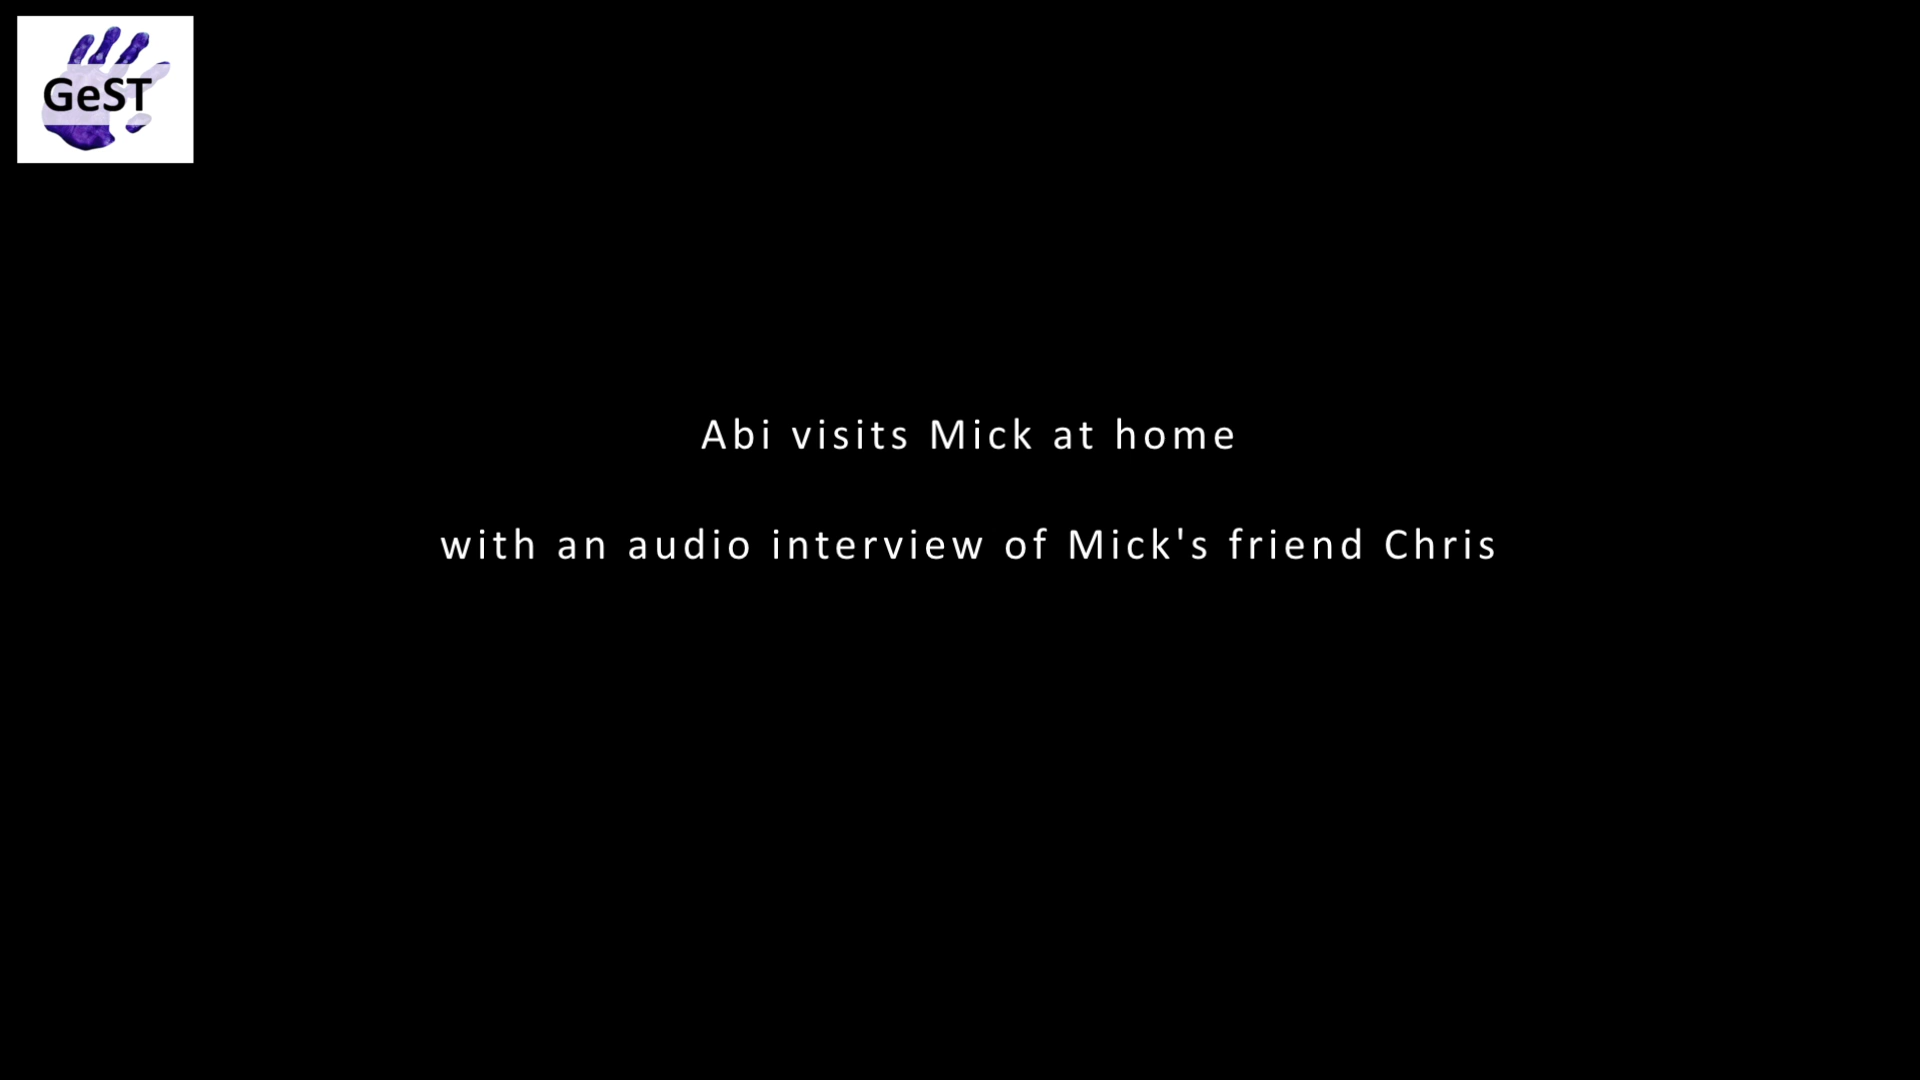 GeST
Abi visits Mick at home
with an audio interview of Mick's friend Chris